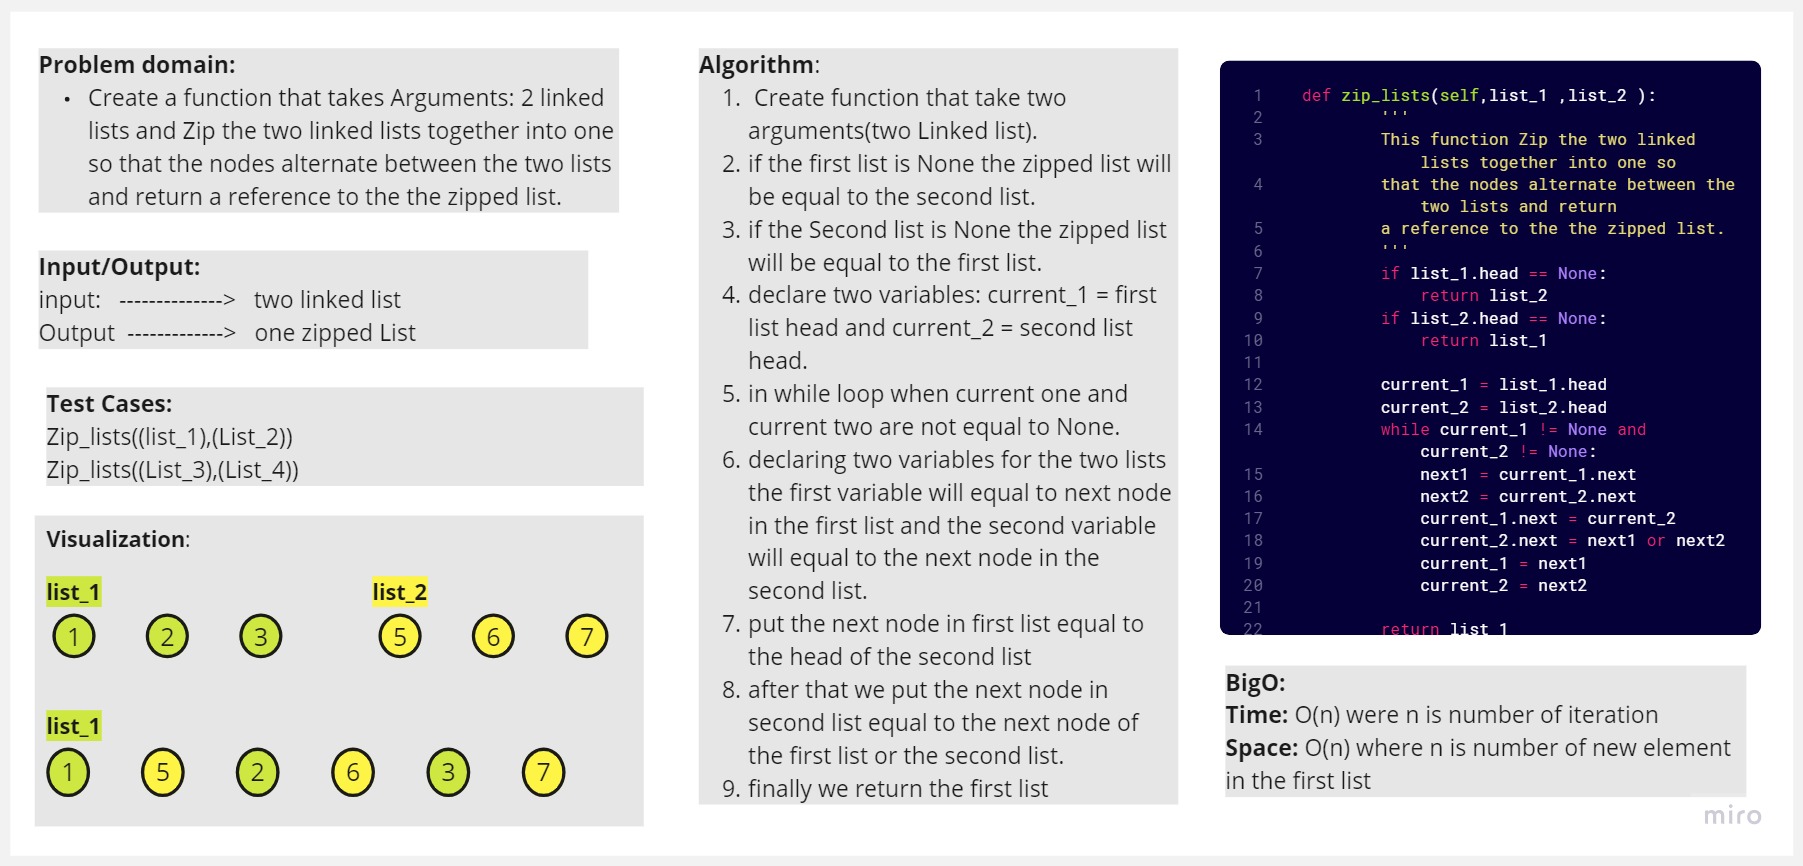 Problem domain:
• Create a function that takes Arguments: 2 linked
lists and Zip the two linked lists together into one
so that the nodes alternate between the two lists
and return a reference to the the zipped list.
Input/Output:
input: --------------> two linked list
Output -------------> one zipped List
Test Cases:
Zip_lists((list_1),(List_2))
Zip_lists((List_3),(List_4))
Visualization:
list_1 list_2
1 2 3 5 6 7
list_1
1 5 2 6 3 7
Algorithm:
1. Create function that take two
arguments(two Linked list).
2. if the first list is None the zipped list will
be equal to the second list.
3. if the Second list is None the zipped list
will be equal to the first list.
4. declare two variables: current_1 = first
list head and current_2 = second list
head.
5. in while loop when current one and
current two are not equal to None.
6. declaring two variables for the two lists
the first variable will equal to next node
in the first list and the second variable
will equal to the next node in the
second list.
7. put the next node in first list equal to
the head of the second list
8. after that we put the next node in
second list equal to the next node of
the first list or the second list.
9. finally we return the first list
1 def zip_lists(self,list_1 ,list_2 ):
2 '''
3 This function Zip the two linked
lists together into one so
4 that the nodes alternate between the
two lists and return
5 a reference to the the zipped list.
6 '''
7 if list_1.head == None:
8 return list_2
9 if list_2.head == None:
10 return list_1
11
12 current_1 = list_1.head
13 current_2 = list_2.head
14 while current_1 != None and
current_2 != None:
15 next1 = current_1.next
16 next2 = current_2.next
17 current_1.next = current_2
18 current_2.next = next1 or next2
19 current_1 = next1
20 current_2 = next2
21
22 return list_1
BigO:
Time: O(n) were n is number of iteration
Space: O(n) where n is number of new element
in the first list
miro